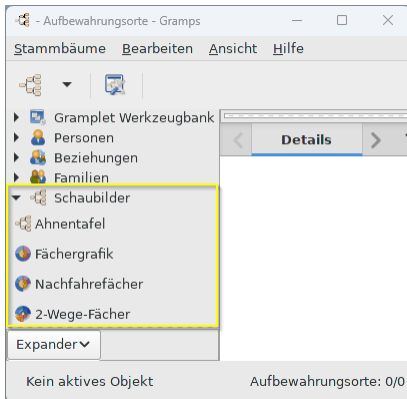 - Aufbewahrungsorte - Gramps
Stammbäume Bearbeiten Ansicht Hilfe
Gramplet Werkzeugbank
Personen
Beziehungen
Familien
Schaubilder
Ahnentafel
Fächergrafik
Nachfahrefächer
2-Wege-Fächer
Expander
Details
Kein aktives Objekt Aufbewahrungsorte: 0/0